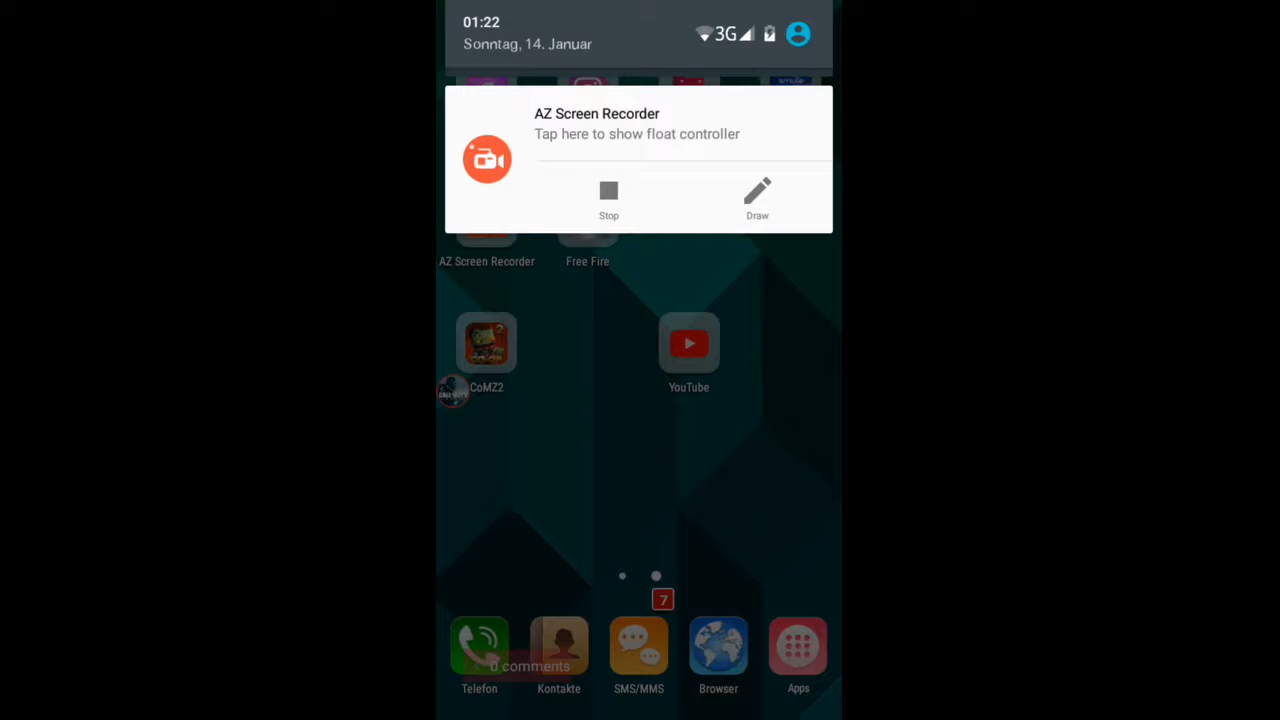 01:22
3G
Sonntag, 14. Januar
AZ Screen Recorder
Tap here to show float controller
Stop
Draw
AZ Screen Recorder
Free Fire
2
CoMZ2
YouTube
7
0 comments
Telefon
Kontakte
SMS/MMS
Browser
Apps